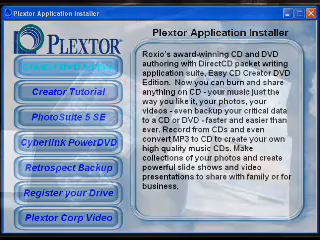 Plextor Application Installer
PLEXTOR
Plextor Application Installer
Creator Tutorial
PhotoSuite 5 SE
Cyberlink PowerDVD
Retrospect Backup
Register your Drive
Plextor Corp Video
Roxio's award-winning CD and DVD
authoring with DirectCD packet writing
application suite, Easy CD Creator DVD
Edition. Now you can burn and share
anything on CD - your music just the
way you like it, your photos, your
videos - even backup your critical data
to a CD or DVD - faster and easier than
ever. Record from CDs and even
convert MP3 to CD to create your own
high quality music CDs. Make
collections of your photos and create
powerful slide shows and video
presentations to share with family or for
business.